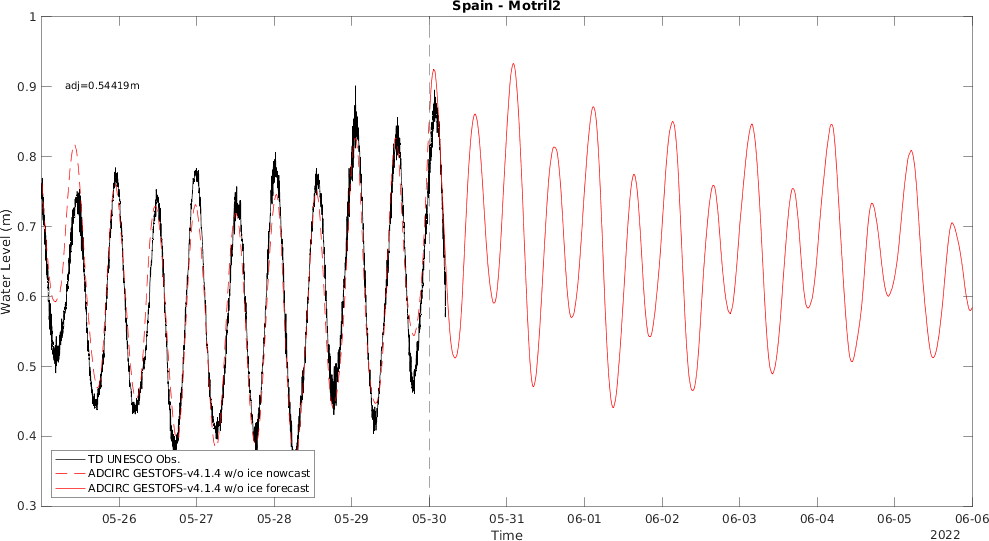 Spain - Motril2
1
0.9
0.8
0.7
0.6
0.5
0.4
0.3
Water Level (m)
adj=0.54419m
TD UNESCO Obs.
ADCIRC GESTOFS-v4.1.4 w/o ice nowcast
ADCIRC GESTOFS-v4.1.4 w/o ice forecast
05-26 05-27 05-28 05-29 05-30 05-31 06-01 06-02 06-03 06-04 06-05 06-06
Time
2022